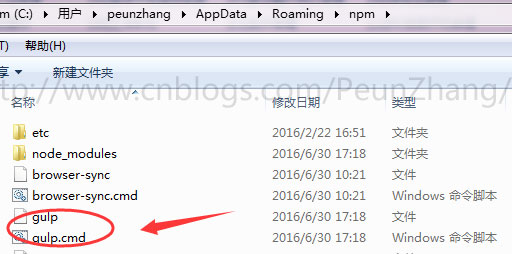 m (C:) ▸ 用户 ▸ peunzhang ▸ AppData ▸ Roaming ▸ npm ▸
T) 帮助(H)
享 ▼ 新建文件夹
http://www.cnblogs.com/PeunZhang/
名称 修改日期 类型
etc 2016/2/22 16:51 文件夹
node_modules 2016/6/30 17:18 文件夹
browser-sync 2016/6/30 10:21 文件
browser-sync.cmd 2016/6/30 10:21 Windows 命令脚本
gulp 2016/6/30 17:18 文件
gulp.cmd 2016/6/30 17:18 Windows 命令脚本